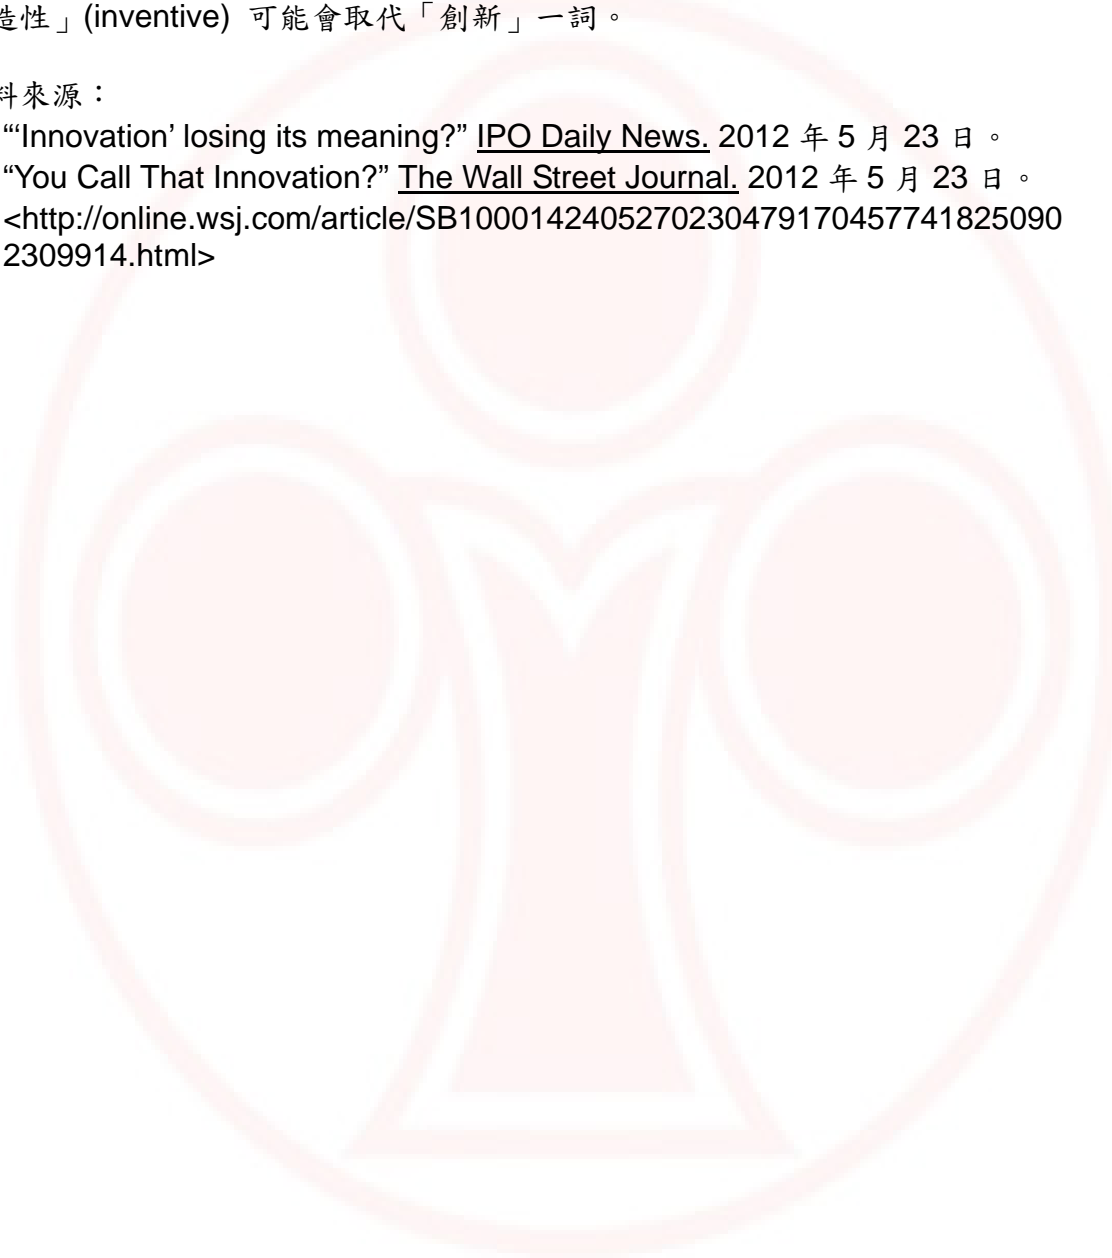 造性」(inventive) 可能會取代「創新」一詞。
料來源：
“‘Innovation’ losing its meaning?” IPO Daily News. 2012 年 5 月 23 日。
“You Call That Innovation?” The Wall Street Journal. 2012 年 5 月 23 日。
<http://online.wsj.com/article/SB1000142405270230479170457741825090
2309914.html>